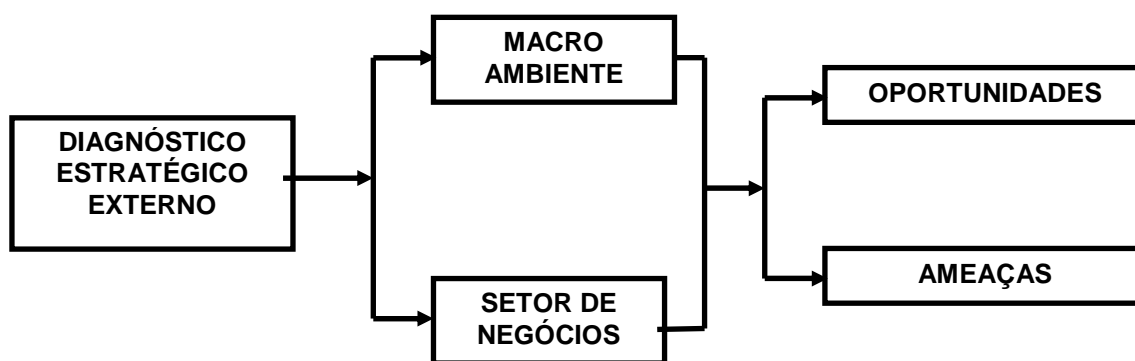 DIAGNÓSTICO
ESTRATÉGICO
EXTERNO
MACRO
AMBIENTE
SETOR DE
NEGÓCIOS
OPORTUNIDADES
AMEAÇAS